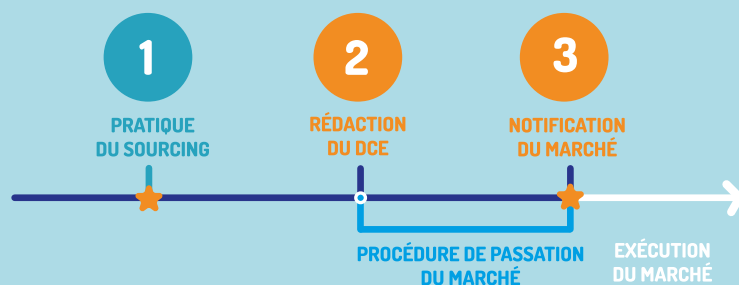 1
PRATIQUE
DU SOURCING
2
RÉDACTION
DU DCE
3
NOTIFICATION
DU MARCHÉ
PROCÉDURE DE PASSATION
DU MARCHÉ
EXÉCUTION
DU MARCHÉ